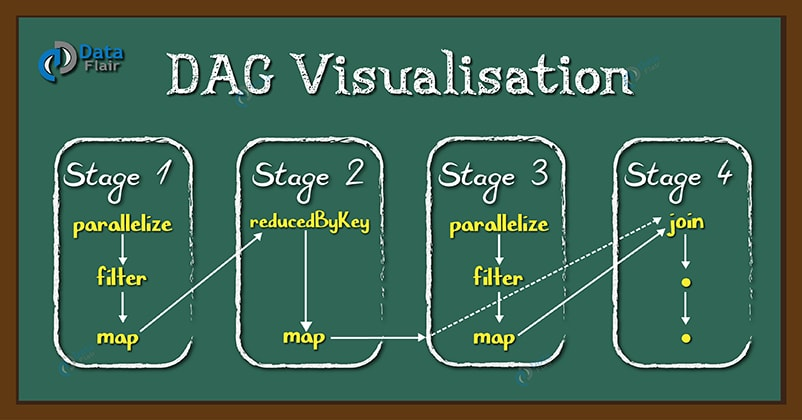 Data
Flair
DAG Visualisation
Stage 1
parallelize
filter
map
Stage 2
reducedByKey
map
Stage 3
parallelize
filter
map
Stage 4
join